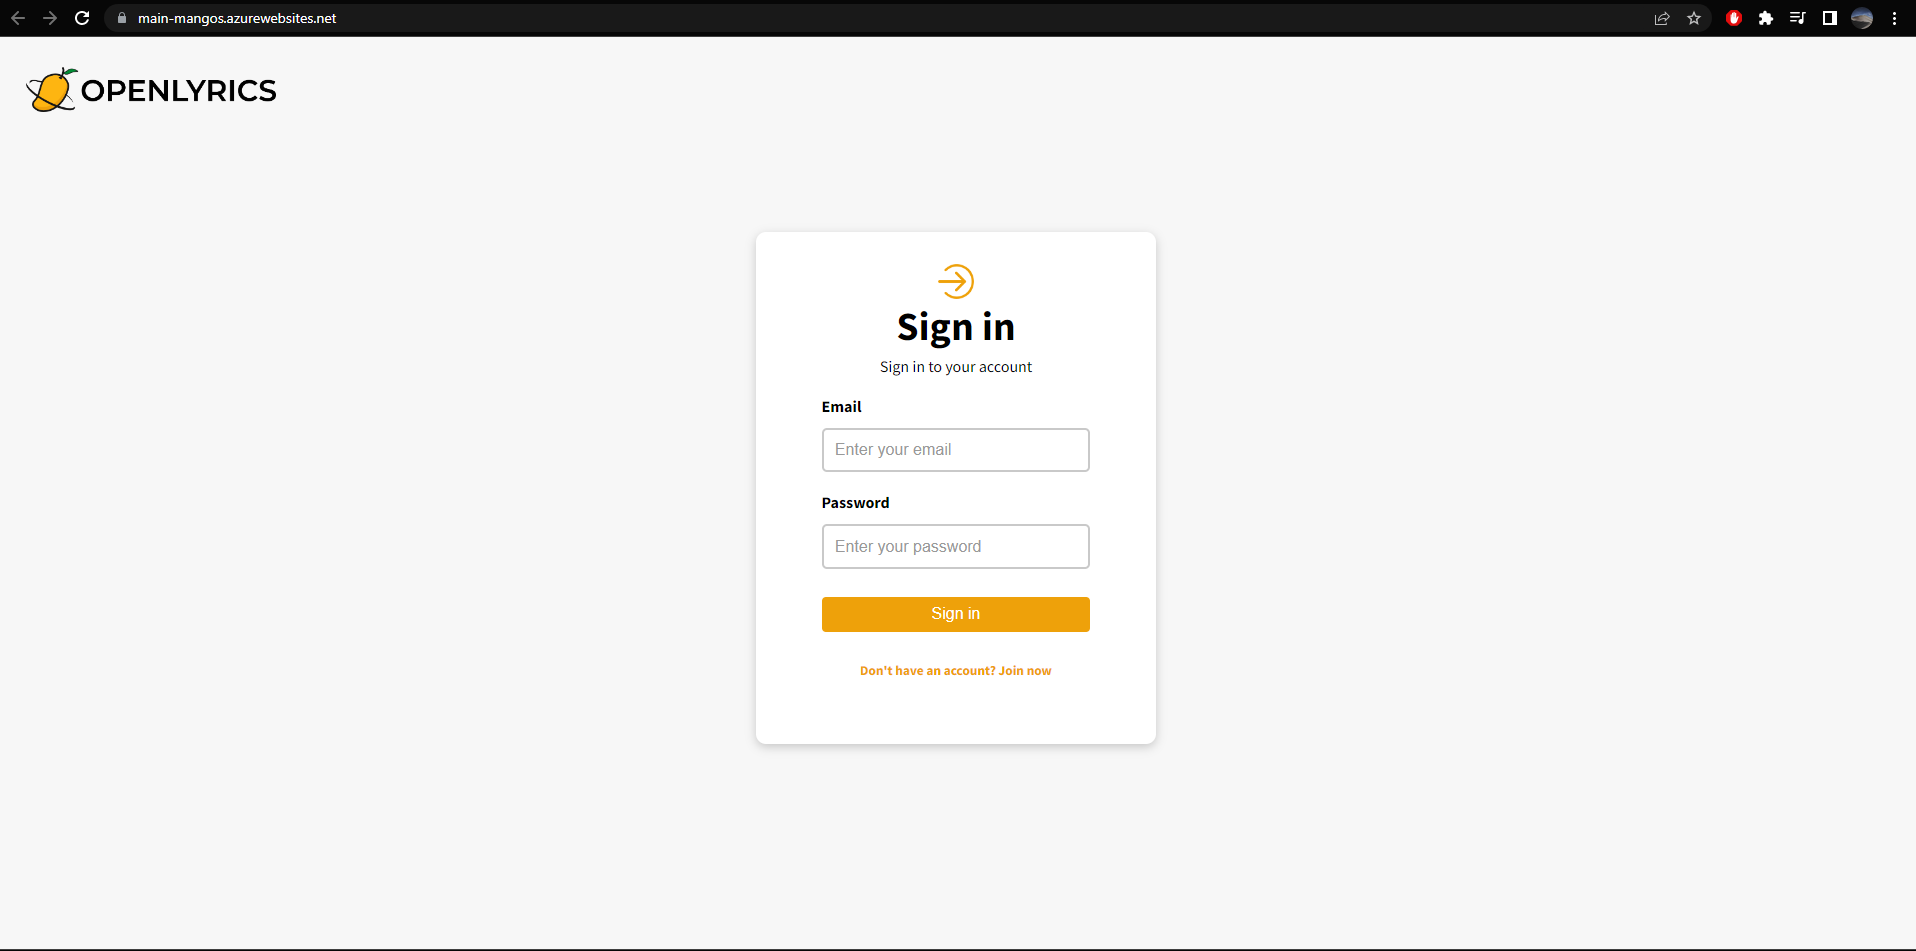 main-mangos.azurewebsites.net
OPENLYRICS
Sign in
Sign in to your account
Email
Enter your email
Password
Enter your password
Sign in
Don't have an account? Join now